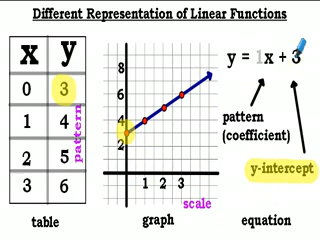 Different Representation of Linear Functions
x y
0 3
1 4
2 5
3 6
pattern
table
8
6
4
2
1 2 3
scale
graph
y = 1x + 3
pattern
(coefficient)
y-intercept
equation